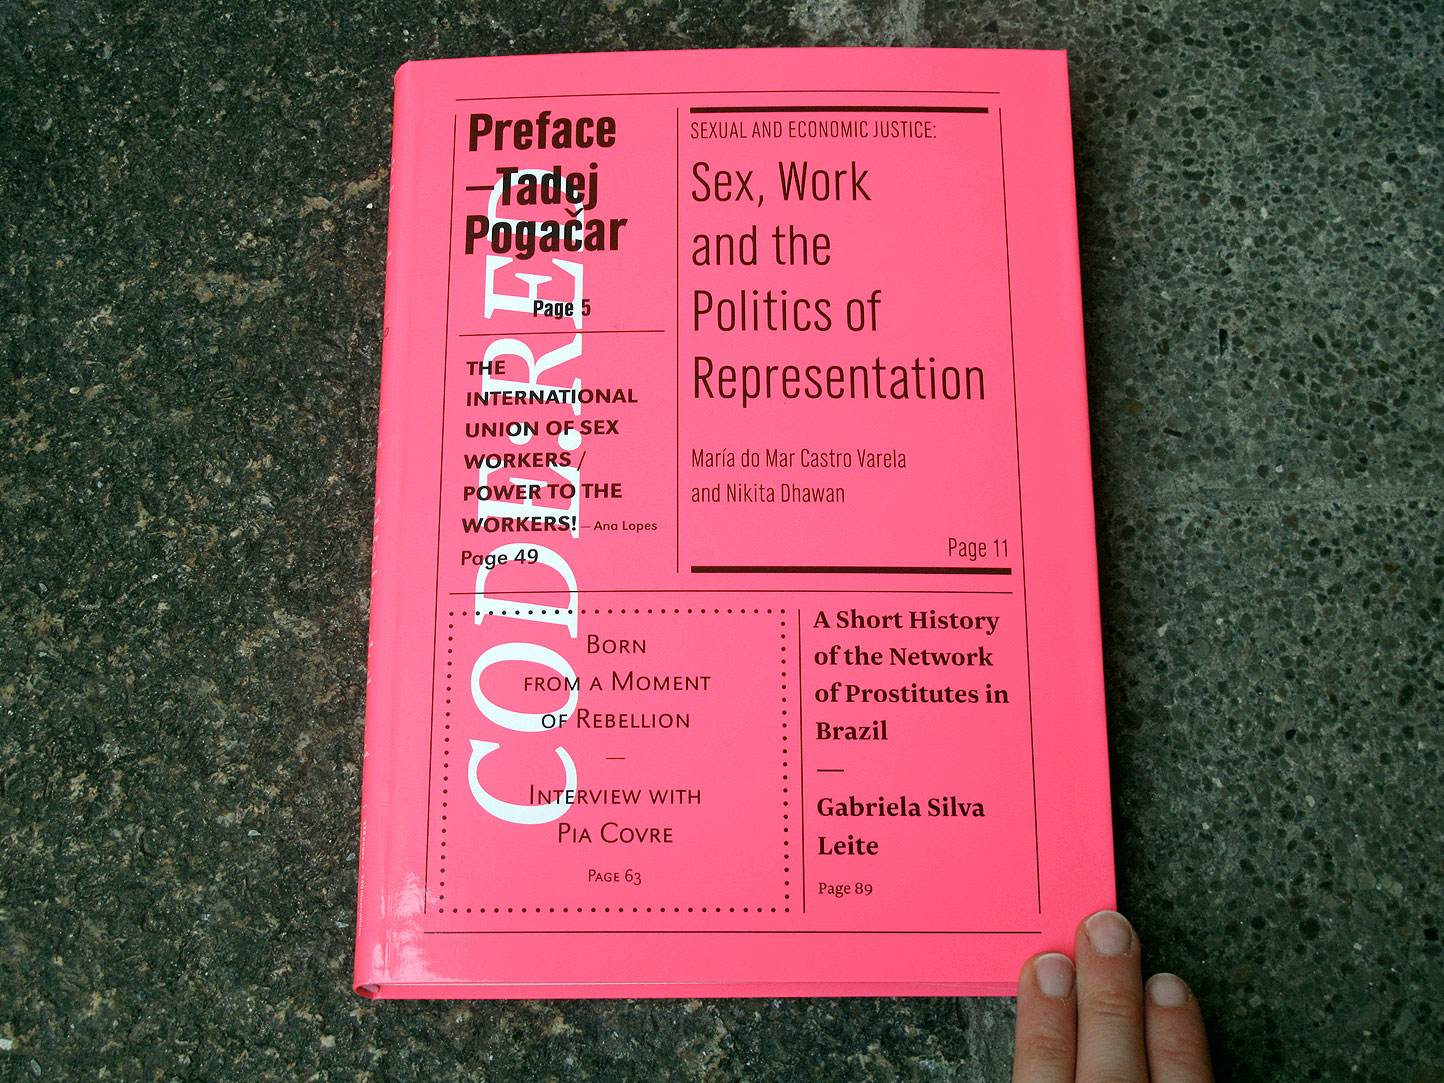 Preface
—Tadej
Pogačar
Page 5
THE
INTERNATIONAL
UNION OF SEX
WORKERS /
POWER TO THE
WORKERS! — Ana Lopes
Page 49
SEXUAL AND ECONOMIC JUSTICE:
Sex, Work
and the
Politics of
Representation
María do Mar Castro Varela
and Nikita Dhawan
Page 11
CODE:RED
Born
from a Moment
of Rebellion
—
Interview with
Pia Covre
Page 63
A Short History
of the Network
of Prostitutes in
Brazil
—
Gabriela Silva
Leite
Page 89